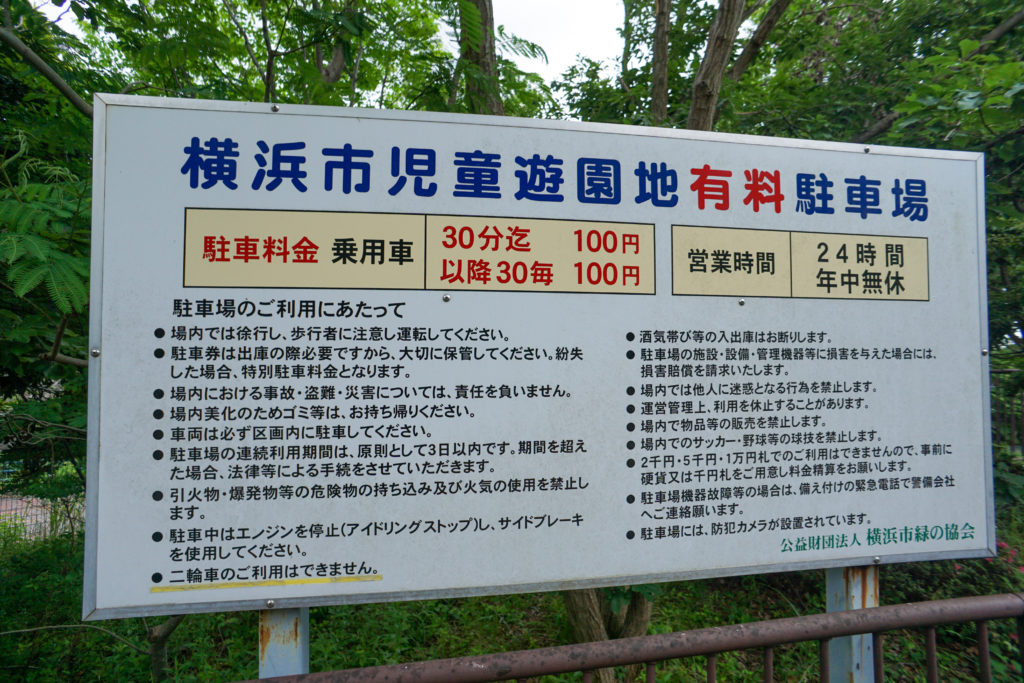 横浜市児童遊園地有料駐車場
駐車料金 乗用車
30分迄 100円
以降30毎 100円
営業時間
24時間
年中無休
駐車場のご利用にあたって
● 場内では徐行し、歩行者に注意し運転してください。
● 駐車券は出庫の際必要ですから、大切に保管してください。紛失
した場合、特別駐車料金となります。
● 場内における事故・盗難・災害については、責任を負いません。
● 場内美化のためゴミ等は、お持ち帰りください。
● 車両は必ず区画内に駐車してください。
● 駐車場の連続利用期間は、原則として3日以内です。期間を超え
た場合、法律等による手続をさせていただきます。
● 引火物・爆発物等の危険物の持ち込み及び火気の使用を禁止し
ます。
● 駐車中はエンジンを停止(アイドリングストップ)し、サイドブレーキ
を使用してください。
● 二輪車のご利用はできません。
● 酒気帯び等の入出庫はお断りします。
● 駐車場の施設・設備・管理機器等に損害を与えた場合には、
損害賠償を請求いたします。
● 場内では他人に迷惑となる行為を禁止します。
● 運営管理上、利用を休止することがあります。
● 場内で物品等の販売を禁止します。
● 場内でのサッカー・野球等の球技を禁止します。
● 2千円・5千円・1万円札でのご利用はできませんので、事前に
硬貨又は千円札をご用意し料金精算をお願いします。
● 駐車場機器故障等の場合は、備え付けの緊急電話で警備会社
へご連絡願います。
● 駐車場には、防犯カメラが設置されています。
公益財団法人 横浜市緑の協会